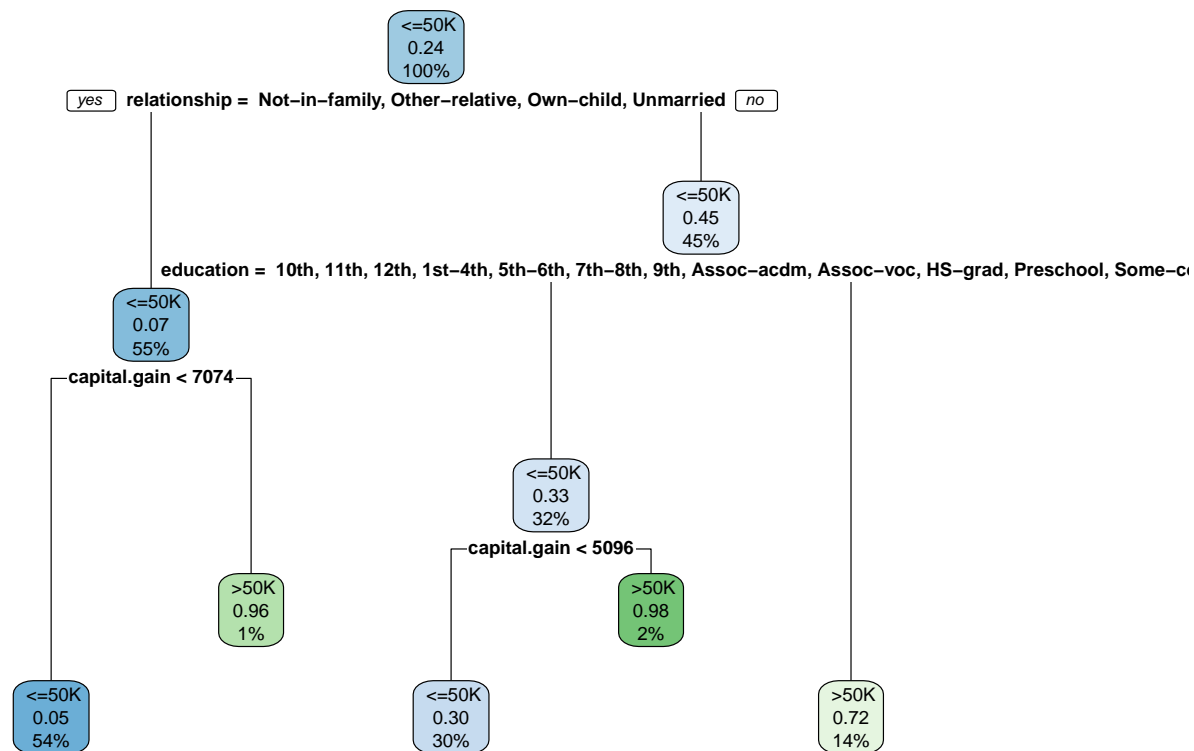 <=50K
0.24
100%
yes relationship = Not−in−family, Other−relative, Own−child, Unmarried no
<=50K
0.45
45%
education = 10th, 11th, 12th, 1st−4th, 5th−6th, 7th−8th, 9th, Assoc−acdm, Assoc−voc, HS−grad, Preschool,
<=50K
0.07
55%
capital.gain < 7074
<=50K
0.33
32%
capital.gain < 5096
>50K
0.96
1%
>50K
0.98
2%
<=50K
0.05
54%
<=50K
0.30
30%
>50K
0.72
14%